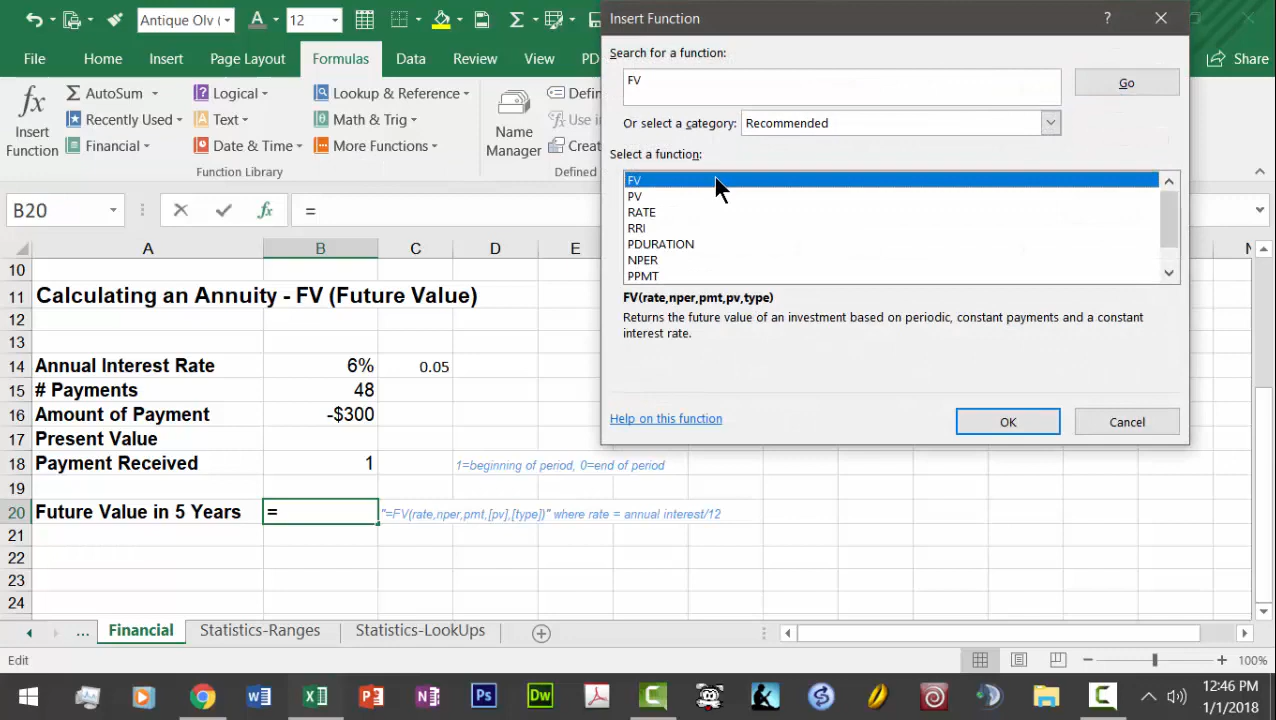 Antique Olv (
A
12
Insert Function
?
Search for a function:
FV
Go
Or select a category:
Recommended
Select a function:
FV
PV
RATE
RRI
PDURATION
NPER
PPMT
FV(rate,nper,pmt,pv,type)
Returns the future value of an investment based on periodic, constant payments and a constant
interest rate.
Help on this function
OK
Cancel
File
Home
Insert
Page Layout
Formulas
Data
Review
View
PD
Share
fx
Insert
Function
AutoSum
Recently Used
Financial
Logical
Text
Date & Time
Lookup & Reference
Math & Trig
More Functions
Function Library
Name
Manager
Defin
Use in
Creat
Defined
B20
fx
=
A
B
C
D
E
10
11
Calculating an Annuity - FV (Future Value)
12
13
14
Annual Interest Rate
6%
0.05
15
# Payments
48
16
Amount of Payment
-$300
17
Present Value
18
Payment Received
1
1=beginning of period, 0=end of period
19
20
Future Value in 5 Years
=
"=FV(rate,nper,pmt,[pv],[type])" where rate = annual interest/12
21
22
23
24
...
Financial
Statistics-Ranges
Statistics-LookUps
Edit
100%
Ps
Dw
12:46 PM
1/1/2018